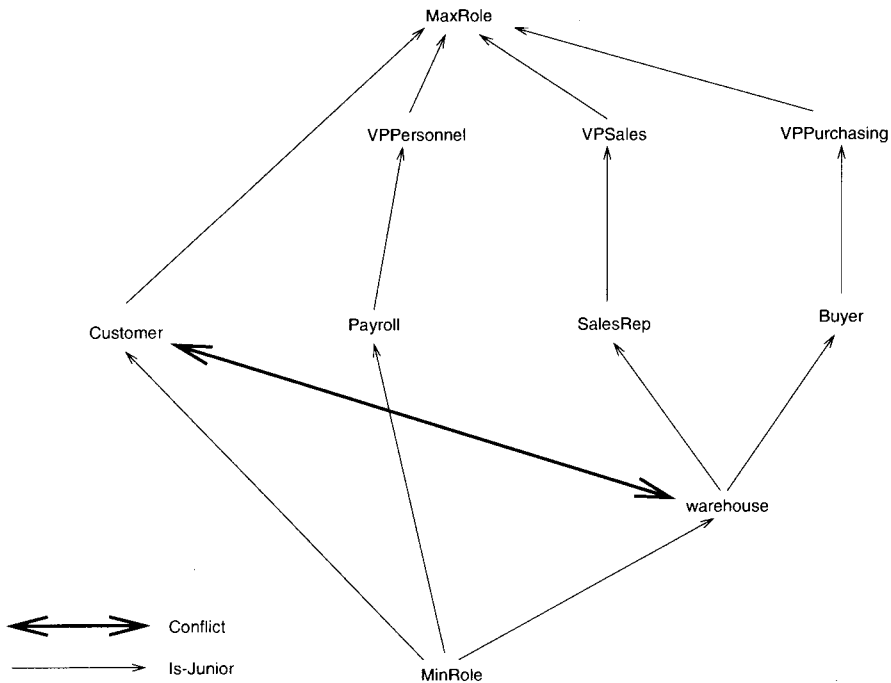 MaxRole
VPPersonnel
VPSales
VPPurchasing
Customer
Payroll
SalesRep
Buyer
warehouse
Conflict
Is-Junior
MinRole